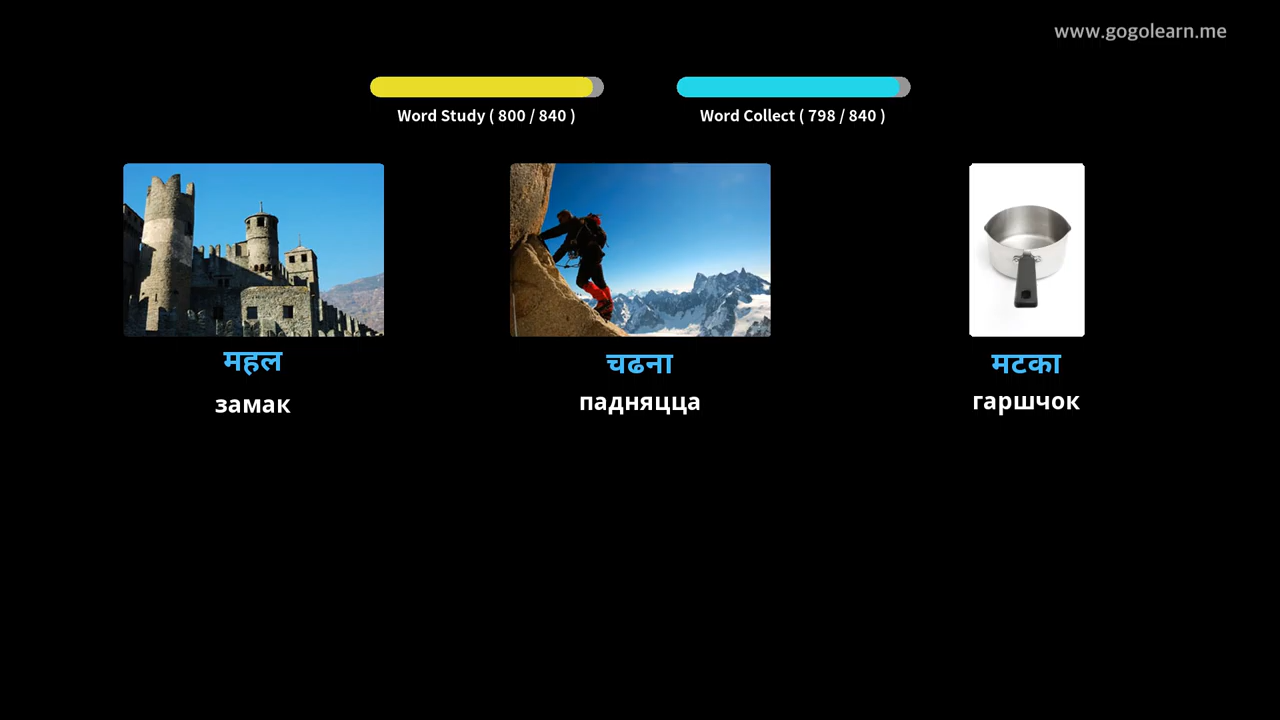 www.gogolearn.me
Word Study ( 800 / 840 )
Word Collect ( 798 / 840 )
महल
चढना
मटका
замак
падняцца
гаршчок